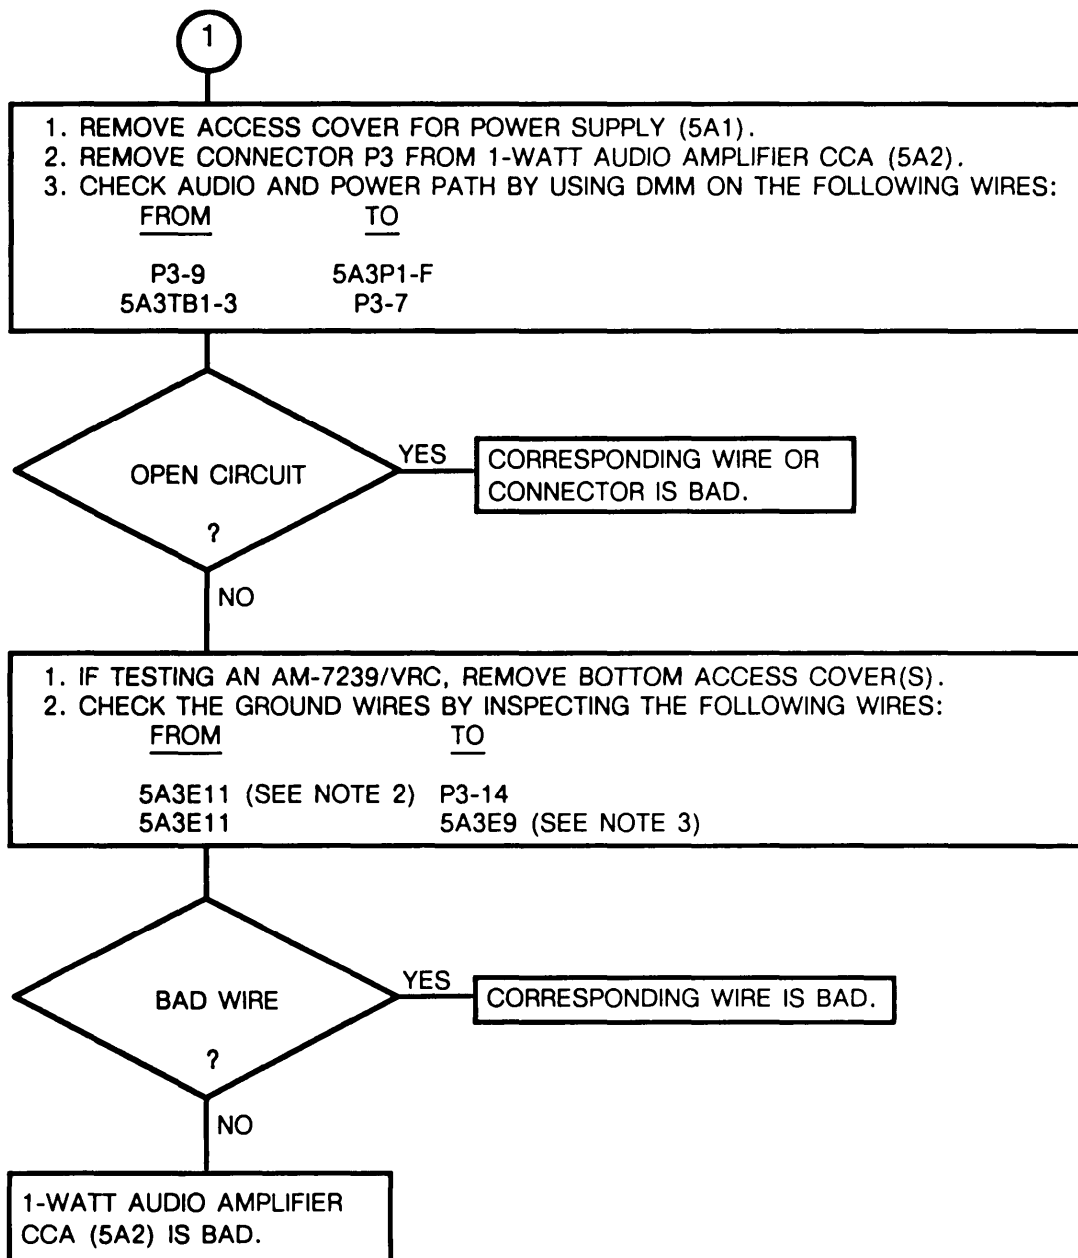 1
1. REMOVE ACCESS COVER FOR POWER SUPPLY (5A1).
2. REMOVE CONNECTOR P3 FROM 1-WATT AUDIO AMPLIFIER CCA (5A2).
3. CHECK AUDIO AND POWER PATH BY USING DMM ON THE FOLLOWING WIRES:
FROM TO
P3-9 5A3P1-F
5A3TB1-3 P3-7
OPEN CIRCUIT
?
YES
CORRESPONDING WIRE OR
CONNECTOR IS BAD.
NO
1. IF TESTING AN AM-7239/VRC, REMOVE BOTTOM ACCESS COVER(S).
2. CHECK THE GROUND WIRES BY INSPECTING THE FOLLOWING WIRES:
FROM TO
5A3E11 (SEE NOTE 2) P3-14
5A3E11 5A3E9 (SEE NOTE 3)
BAD WIRE
?
YES
CORRESPONDING WIRE IS BAD.
NO
1-WATT AUDIO AMPLIFIER
CCA (5A2) IS BAD.